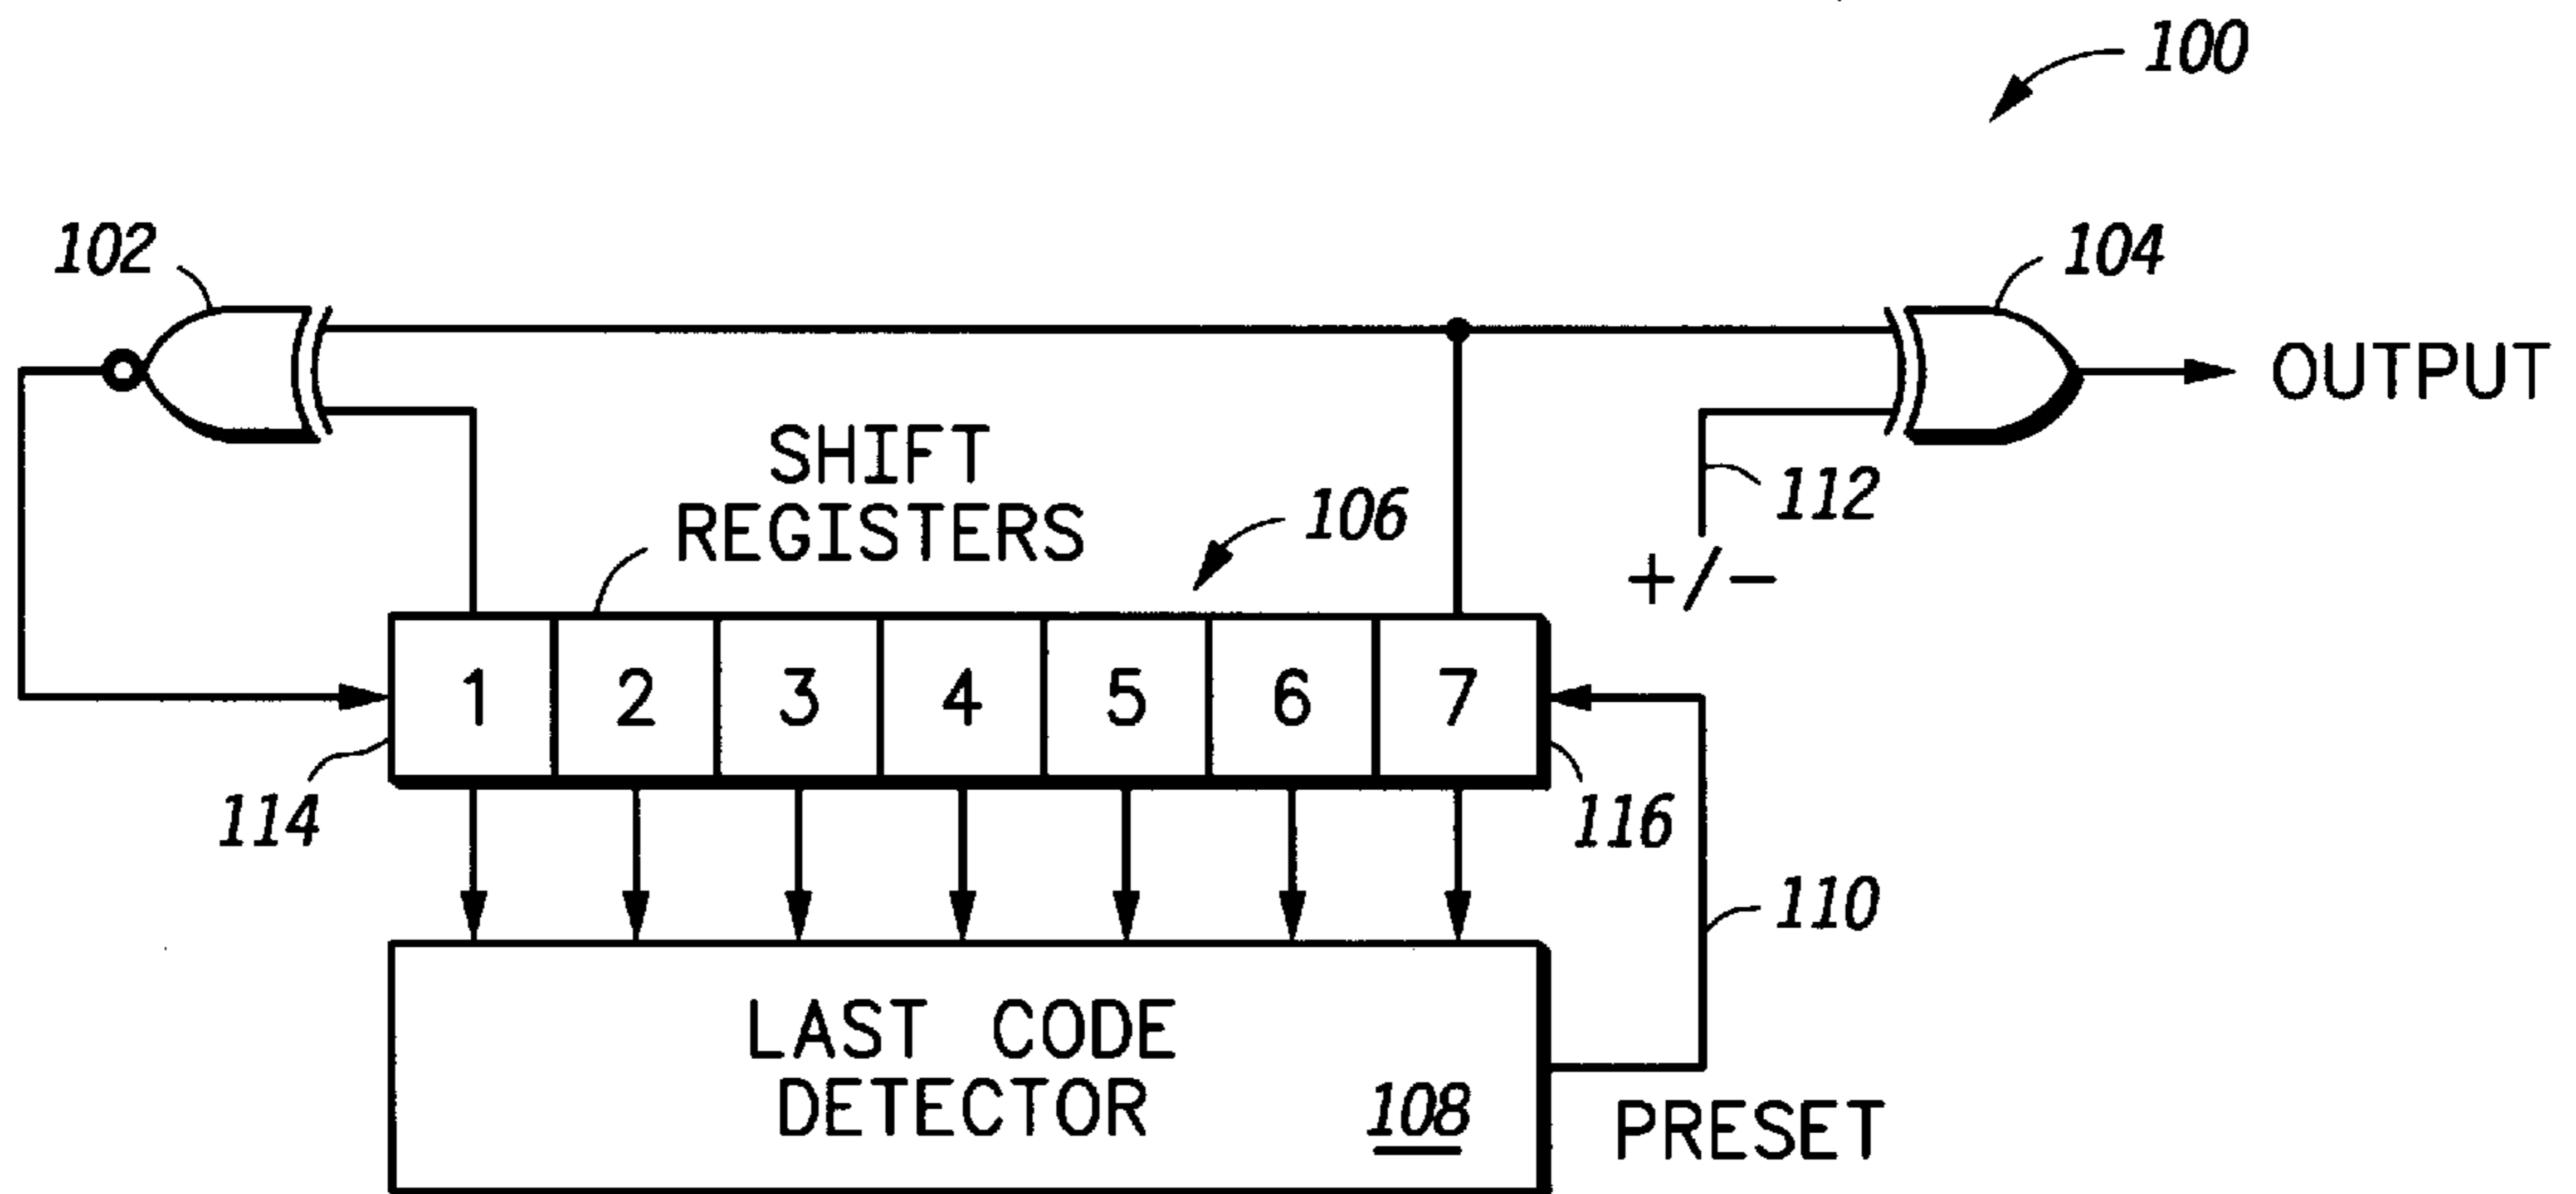 100
102
104
OUTPUT
SHIFT
REGISTERS
106
112
+/-
1 2 3 4 5 6 7
114
116
110
LAST CODE
DETECTOR
108
PRESET